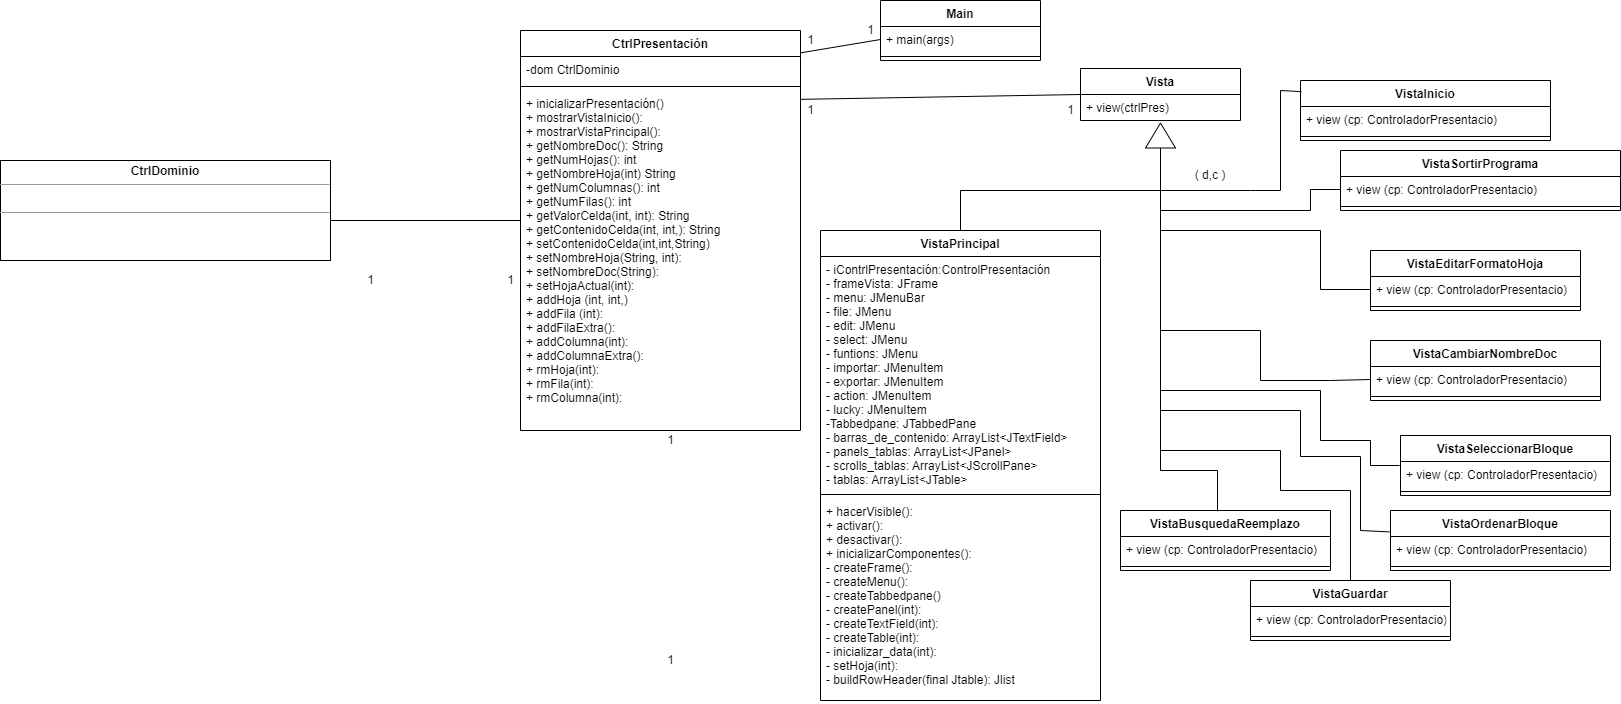 CtrlDominio
1
1
CtrlPresentación
-dom CtrlDominio
+ inicializarPresentación()
+ mostrarVistaInicio():
+ mostrarVistaPrincipal():
+ getNombreDoc(): String
+ getNumHojas(): int
+ getNombreHoja(int) String
+ getNumColumnas(): int
+ getNumFilas(): int
+ getValorCelda(int, int): String
+ getContenidoCelda(int, int,): String
+ setContenidoCelda(int,int,String)
+ setNombreHoja(String, int):
+ setNombreDoc(String):
+ setHojaActual(int):
+ addHoja (int, int,)
+ addFila (int):
+ addFilaExtra():
+ addColumna(int):
+ addColumnaExtra():
+ rmHoja(int):
+ rmFila(int):
+ rmColumna(int):
1
1
1
1
Main
+ main(args)
1
1
Vista
+ view(ctrlPres)
( d,c )
VistaPrincipal
- iContrlPresentación:ControlPresentación
- frameVista: JFrame
- menu: JMenuBar
- file: JMenu
- edit: JMenu
- select: JMenu
- funtions: JMenu
- importar: JMenuItem
- exportar: JMenuItem
- action: JMenuItem
- lucky: JMenuItem
-Tabbedpane: JTabbedPane
- barras_de_contenido: ArrayList<JTextField>
- panels_tablas: ArrayList<JPanel>
- scrolls_tablas: ArrayList<JScrollPane>
- tablas: ArrayList<JTable>
+ hacerVisible():
+ activar():
+ desactivar():
+ inicializarComponentes():
- createFrame():
- createMenu():
- createTabbedpane()
- createPanel(int):
- createTextField(int):
- createTable(int):
- inicializar_data(int):
- setHoja(int):
- buildRowHeader(final Jtable): Jlist
VistaInicio
+ view (cp: ControladorPresentacio)
VistaSortirPrograma
+ view (cp: ControladorPresentacio)
VistaEditarFormatoHoja
+ view (cp: ControladorPresentacio)
VistaCambiarNombreDoc
+ view (cp: ControladorPresentacio)
VistaSeleccionarBloque
+ view (cp: ControladorPresentacio)
VistaOrdenarBloque
+ view (cp: ControladorPresentacio)
VistaBusquedaReemplazo
+ view (cp: ControladorPresentacio)
VistaGuardar
+ view (cp: ControladorPresentacio)